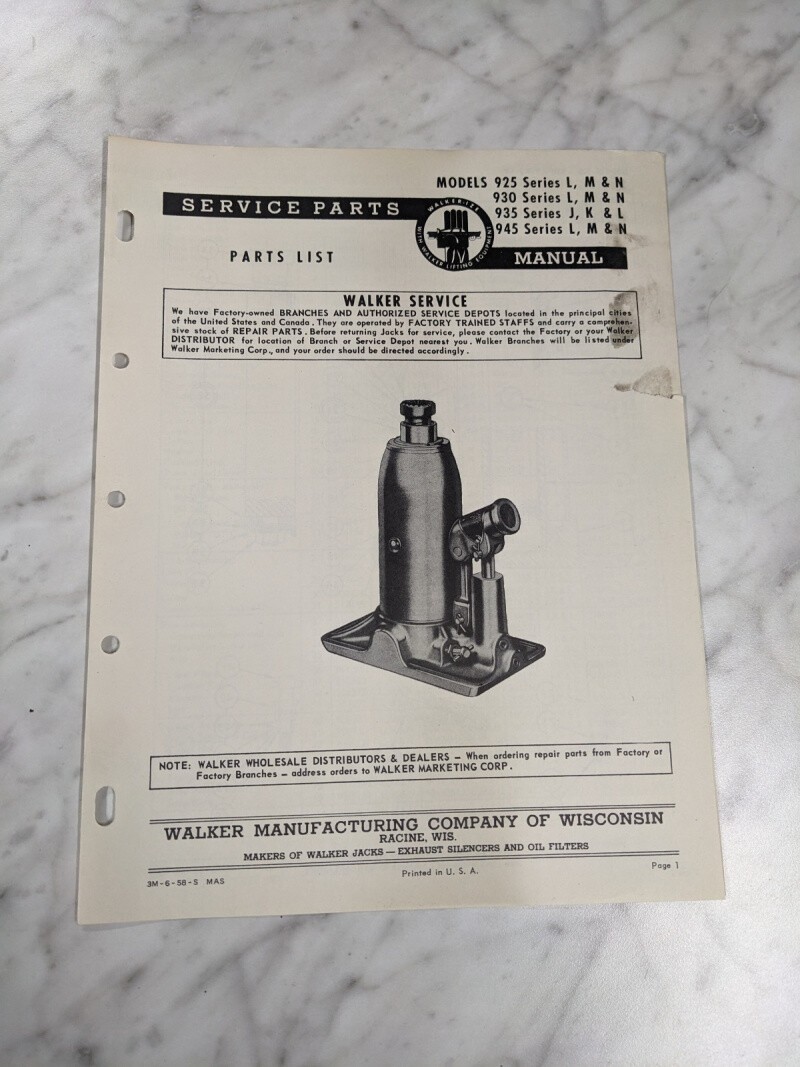 MODELS 925 Series L, M & N
930 Series L, M & N
935 Series J, K & L
945 Series L, M & N
SERVICE PARTS
WALKER-IZE
WITH WALKER LIFTING EQUIPMENT
PARTS LIST
MANUAL
WALKER SERVICE
We have Factory-owned BRANCHES AND AUTHORIZED SERVICE DEPOTS located in the principal cities
of the United States and Canada. They are operated by FACTORY TRAINED STAFFS and carry a comprehen-
sive stock of REPAIR PARTS. Before returning Jacks for service, please contact the Factory or your Walker
DISTRIBUTOR for location of Branch or Service Depot nearest you. Walker Branches will be listed under
Walker Marketing Corp., and your order should be directed accordingly.
NOTE: WALKER WHOLESALE DISTRIBUTORS & DEALERS – When ordering repair parts from Factory or
Factory Branches – address orders to WALKER MARKETING CORP.
WALKER MANUFACTURING COMPANY OF WISCONSIN
RACINE, WIS.
MAKERS OF WALKER JACKS — EXHAUST SILENCERS AND OIL FILTERS
3M-6-58-S MAS
Printed in U. S. A.
Page 1